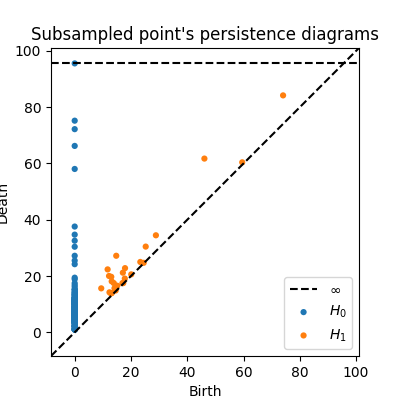 Subsampled point's persistence diagrams
100
80
60
40
20
0
Death
0 20 40 60 80 100
Birth
∞
H₀
H₁